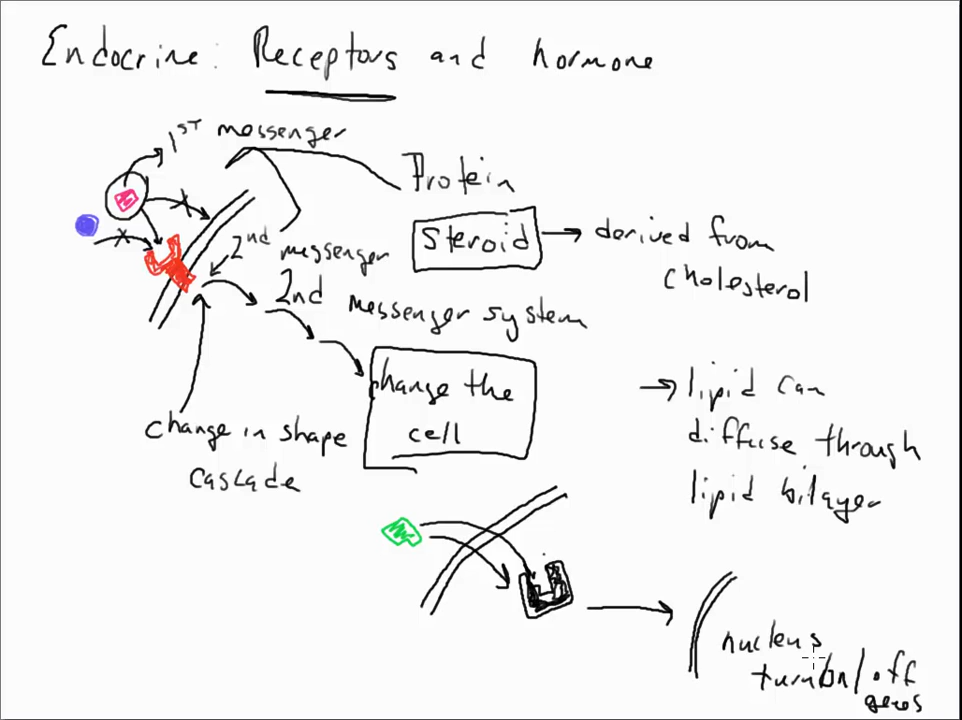 Endocrine: Receptors and hormone
1st messenger
Protein
Steroid → derived from
cholesterol
2nd messenger
2nd messenger system
change the
cell
change in shape
cascade
→ lipid can
diffuse through
lipid bilayer
nucleus
turn on/off
genes